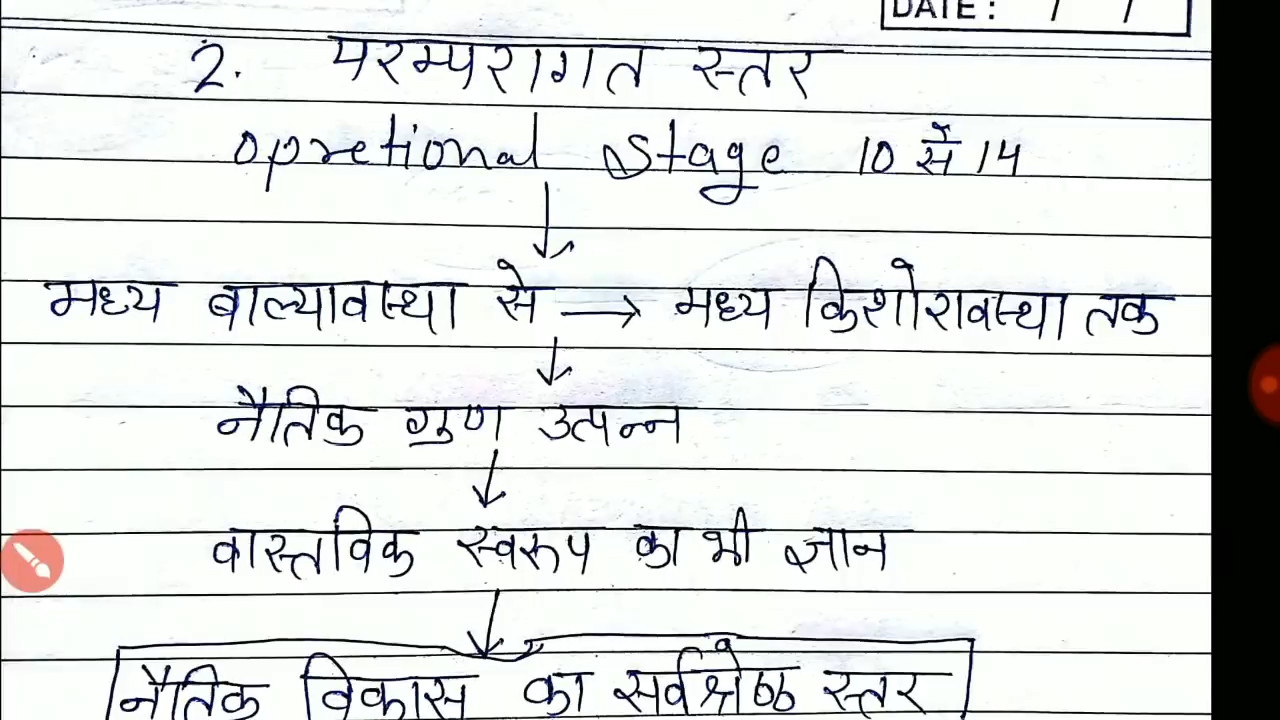 DATE: / /
2. परम्परागत स्तर
opretional stage 10 से 14
मध्य बाल्यावस्था से → मध्य किशोरावस्था तक
नैतिक गुण उत्पन्न
वास्तविक स्वरूप का भी ज्ञान
नैतिक विकास का सर्वश्रेष्ठ स्तर